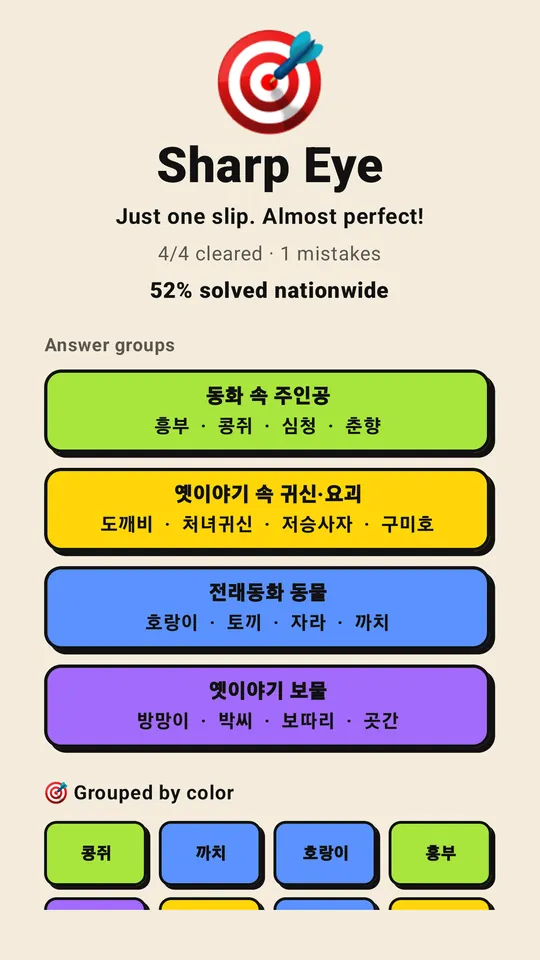 Sharp Eye
Just one slip. Almost perfect!
4/4 cleared · 1 mistakes
52% solved nationwide
Answer groups
동화 속 주인공
흥부 · 콩쥐 · 심청 · 춘향
옛이야기 속 귀신·요괴
도깨비 · 처녀귀신 · 저승사자 · 구미호
전래동화 동물
호랑이 · 토끼 · 자라 · 까치
옛이야기 보물
방망이 · 박씨 · 보따리 · 곳간
Grouped by color
콩쥐 까치 호랑이 흥부